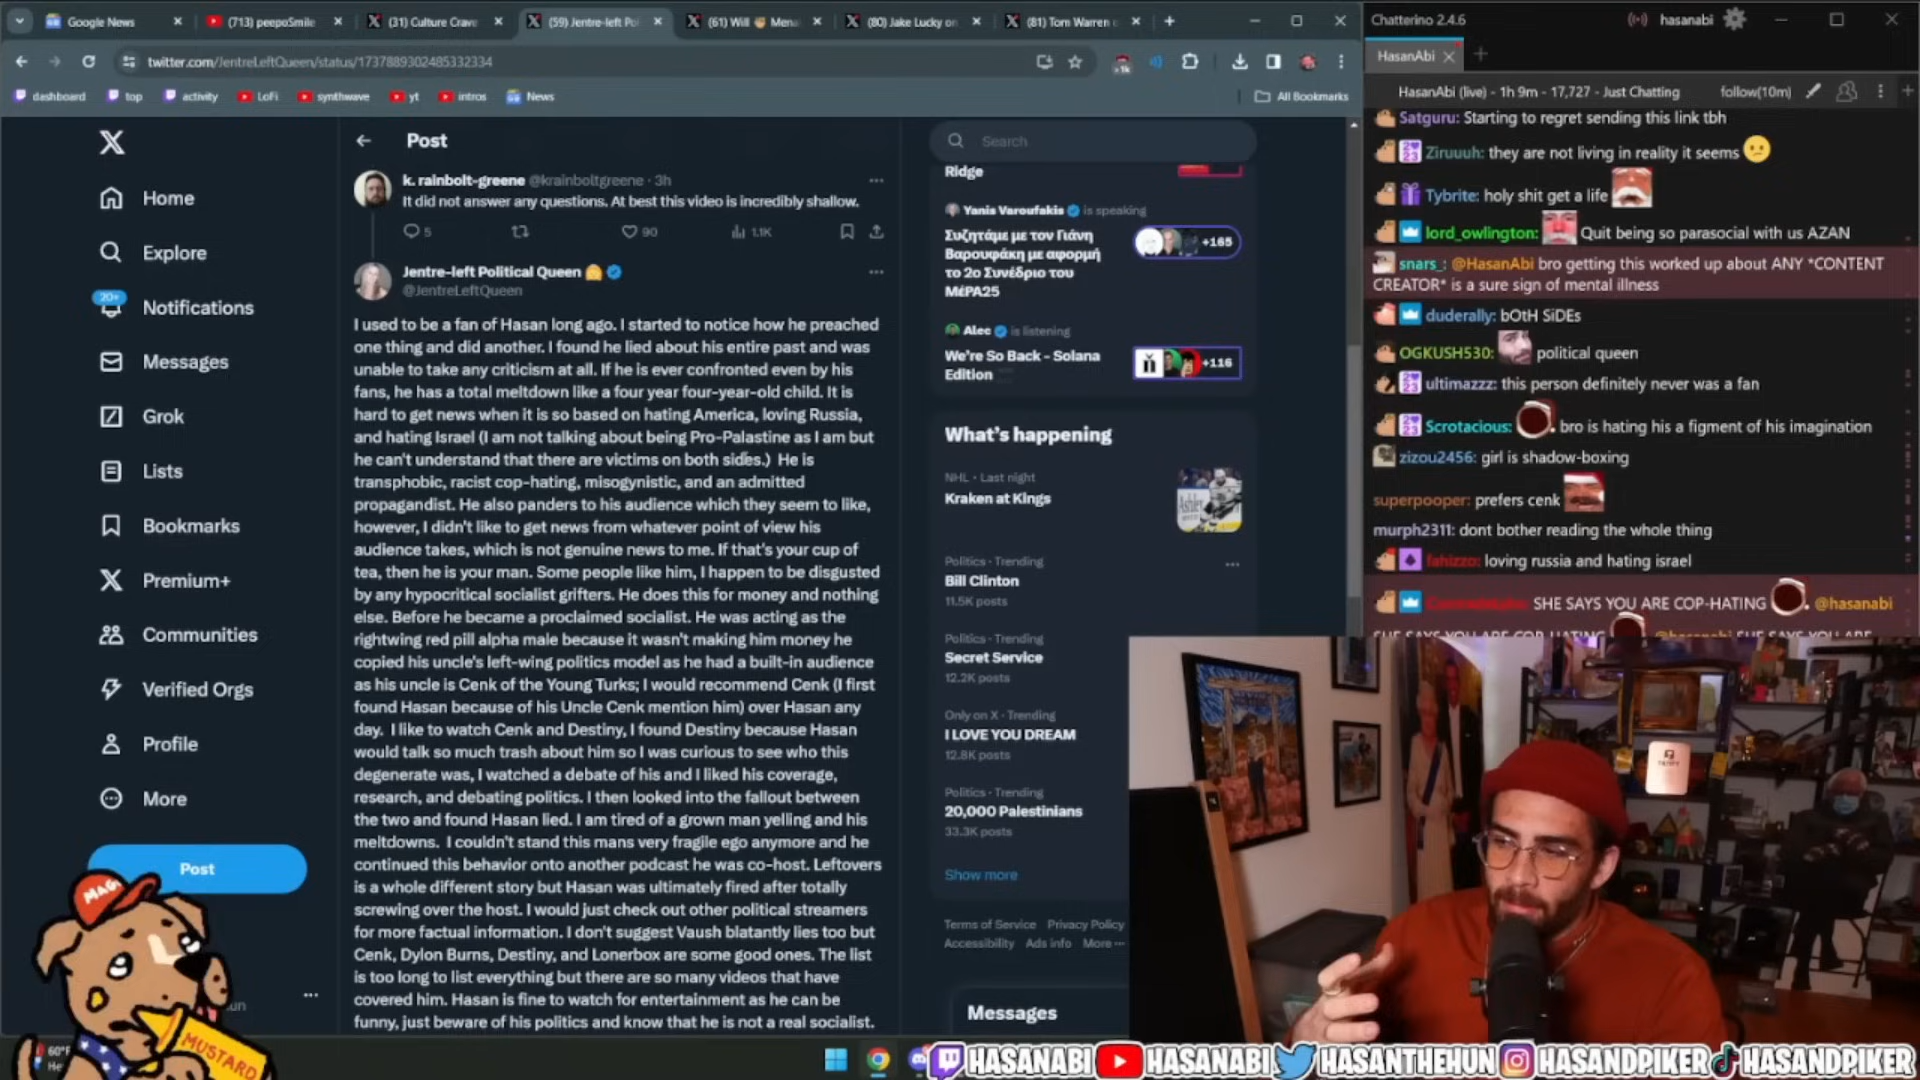 Google News
(713) peepoSmile
(31) Culture Crave
(59) Jentre-left Pol
(61) Will
Mena
(80) Jake Lucky on
(81) Tom Warren
twitter.com/JentreLeftQueen/status/1737889302485332334
dashboard
top
activity
LoFi
synthwave
yt
intros
News
All Bookmarks
Home
Explore
20+
Notifications
Messages
Grok
Lists
Bookmarks
Premium+
Communities
Verified Orgs
Profile
More
Post
Post
k. rainbolt-greene @krainboltgreene · 3h
It did not answer any questions. At best this video is incredibly shallow.
5
90
1.1K
Jentre-left Political Queen
@JentreLeftQueen
I used to be a fan of Hasan long ago. I started to notice how he preached
one thing and did another. I found he lied about his entire past and was
unable to take any criticism at all. If he is ever confronted even by his
fans, he has a total meltdown like a four year four-year-old child. It is
hard to get news when it is so based on hating America, loving Russia,
and hating Israel (I am not talking about being Pro-Palastine as I am but
he can't understand that there are victims on both sides.) He is
transphobic, racist cop-hating, misogynistic, and an admitted
propagandist. He also panders to his audience which they seem to like,
however, I didn't like to get news from whatever point of view his
audience takes, which is not genuine news to me. If that's your cup of
tea, then he is your man. Some people like him, I happen to be disgusted
by any hypocritical socialist grifters. He does this for money and nothing
else. Before he became a proclaimed socialist. He was acting as the
rightwing red pill alpha male because it wasn't making him money he
copied his uncle's left-wing politics model as he had a built-in audience
as his uncle is Cenk of the Young Turks; I would recommend Cenk (I first
found Hasan because of his Uncle Cenk mention him) over Hasan any
day. I like to watch Cenk and Destiny, I found Destiny because Hasan
would talk so much trash about him so I was curious to see who this
degenerate was, I watched a debate of his and I liked his coverage,
research, and debating politics. I then looked into the fallout between
the two and found Hasan lied. I am tired of a grown man yelling and his
meltdowns. I couldn't stand this mans very fragile ego anymore and he
continued this behavior onto another podcast he was co-host. Leftovers
is a whole different story but Hasan was ultimately fired after totally
screwing over the host. I would just check out other political streamers
for more factual information. I don't suggest Vaush blatantly lies too but
Cenk, Dylon Burns, Destiny, and Lonerbox are some good ones. The list
is too long to list everything but there are so many videos that have
covered him. Hasan is fine to watch for entertainment as he can be
funny, just beware of his politics and know that he is not a real socialist.
Search
Ridge
Yanis Varoufakis is speaking
Συζητάμε με τον Γιάνη
Βαρουφάκη με αφορμή
το 2ο Συνέδριο του
ΜέΡΑ25
+165
Alec is listening
We're So Back - Solana
Edition
+116
What's happening
NHL · Last night
Kraken at Kings
Politics · Trending
Bill Clinton
11.5K posts
Politics · Trending
Secret Service
12.2K posts
Only on X · Trending
I LOVE YOU DREAM
12.8K posts
Politics · Trending
20,000 Palestinians
33.3K posts
Show more
Terms of Service Privacy Policy
Accessibility Ads info More ...
Messages
Chatterino 2.4.6
hasanabi
HasanAbi
HasanAbi (live) - 1h 9m - 17,727 - Just Chatting
follow(10m)
Satguru: Starting to regret sending this link tbh
Ziruuuh: they are not living in reality it seems
Tybrite: holy shit get a life
lord_owlington: Quit being so parasocial with us AZAN
snars_: @HasanAbi bro getting this worked up about ANY *CONTENT
CREATOR* is a sure sign of mental illness
duderally: bOtH SiDEs
OGKUSH530: political queen
ultimazzz: this person definitely never was a fan
Scrotacious: bro is hating his a figment of his imagination
zizou2456: girl is shadow-boxing
superpooper: prefers cenk
murph2311: dont bother reading the whole thing
fahizzo: loving russia and hating israel
SHE SAYS YOU ARE COP-HATING @hasanabi
MUSTARD
60°F
HASANABI
HASANABI
HASANTHEHUN
HASANDPIKER
HASANDPIKER